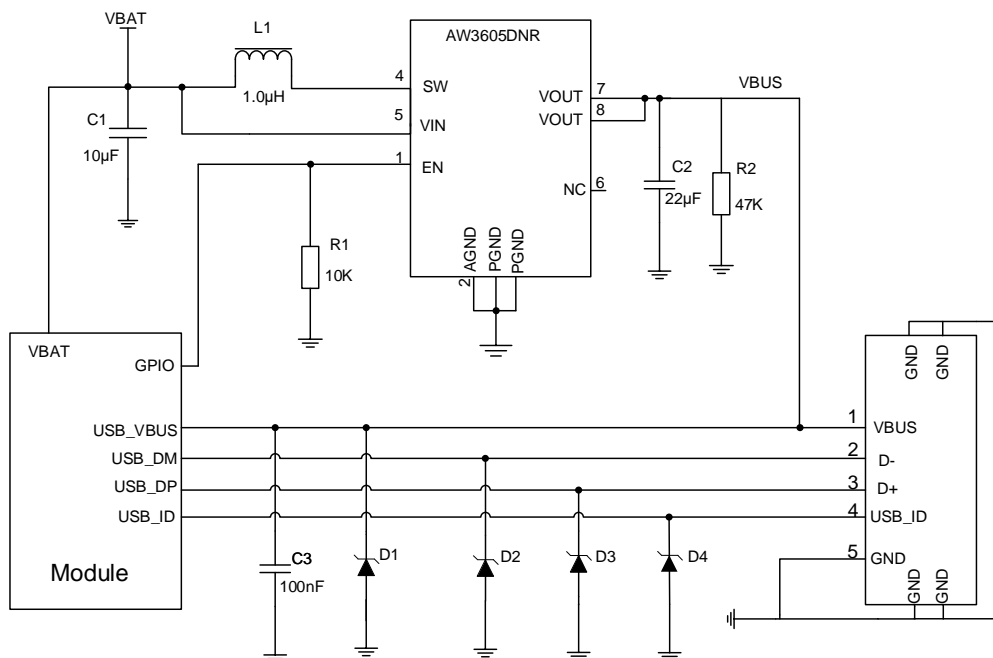 VBAT
L1
1.0µH
C1
10µF
AW3605DNR
4
SW
5
VIN
1
EN
VOUT
7
VOUT
8
NC
6
AGND
PGND
PGND
2
VBUS
C2
22µF
R2
47K
R1
10K
VBAT
GPIO
USB_VBUS
USB_DM
USB_DP
USB_ID
Module
C3
100nF
D1
D2
D3
D4
GND
GND
1
VBUS
2
D-
3
D+
4
USB_ID
5
GND
GND
GND